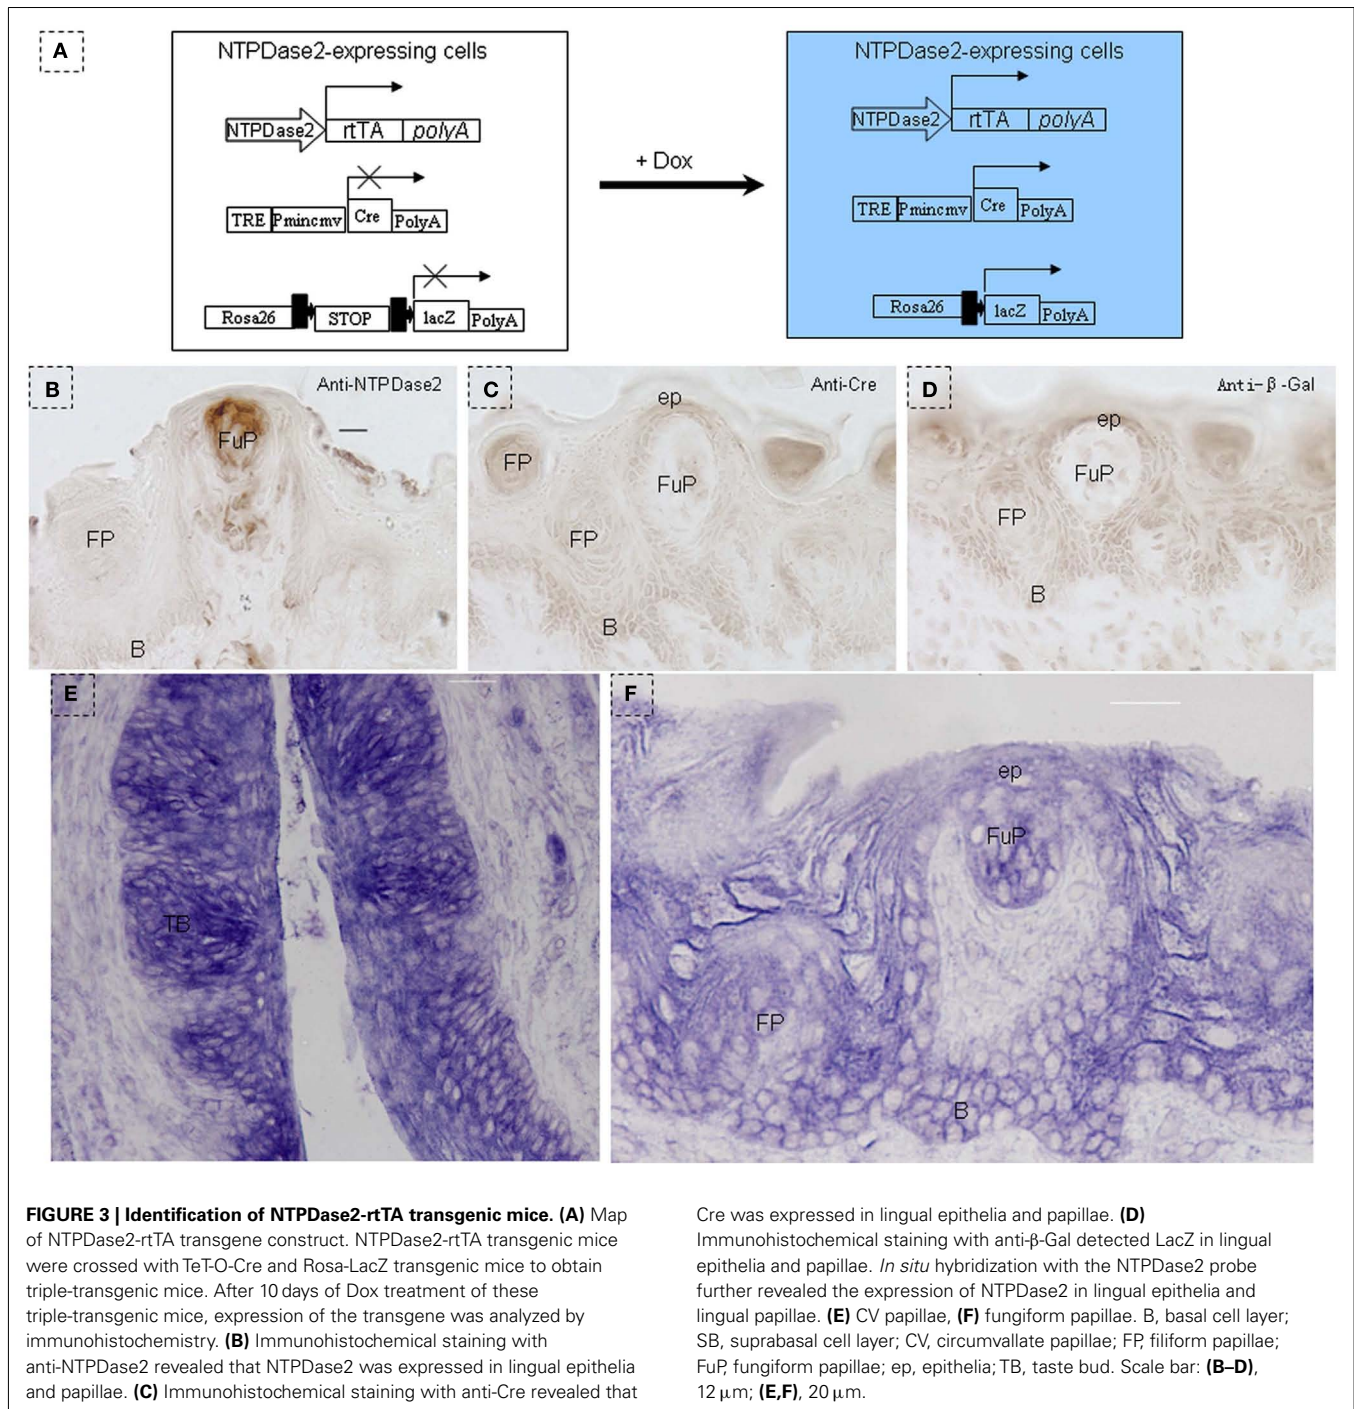 A
NTPDase2-expressing cells
NTPDase2
rtTA
polyA
TRE
Pmincmv
Cre
PolyA
Rosa26
STOP
lacZ
PolyA
+ Dox
NTPDase2-expressing cells
NTPDase2
rtTA
polyA
TRE
Pmincmv
Cre
PolyA
Rosa26
lacZ
PolyA
B
Anti-NTPDase2
FuP
FP
B
C
Anti-Cre
ep
FP
FuP
FP
B
D
Anti-β-Gal
ep
FuP
FP
B
E
TB
F
ep
FuP
FP
B
FIGURE 3 | Identification of NTPDase2-rtTA transgenic mice. (A) Map
of NTPDase2-rtTA transgene construct. NTPDase2-rtTA transgenic mice
were crossed with TeT-O-Cre and Rosa-LacZ transgenic mice to obtain
triple-transgenic mice. After 10 days of Dox treatment of these
triple-transgenic mice, expression of the transgene was analyzed by
immunohistochemistry. (B) Immunohistochemical staining with
anti-NTPDase2 revealed that NTPDase2 was expressed in lingual epithelia
and papillae. (C) Immunohistochemical staining with anti-Cre revealed that
Cre was expressed in lingual epithelia and papillae. (D)
Immunohistochemical staining with anti-β-Gal detected LacZ in lingual
epithelia and papillae. In situ hybridization with the NTPDase2 probe
further revealed the expression of NTPDase2 in lingual epithelia and
lingual papillae. (E) CV papillae, (F) fungiform papillae. B, basal cell layer;
SB, suprabasal cell layer; CV, circumvallate papillae; FP, filiform papillae;
FuP, fungiform papillae; ep, epithelia; TB, taste bud. Scale bar: (B–D),
12 μm; (E,F), 20 μm.